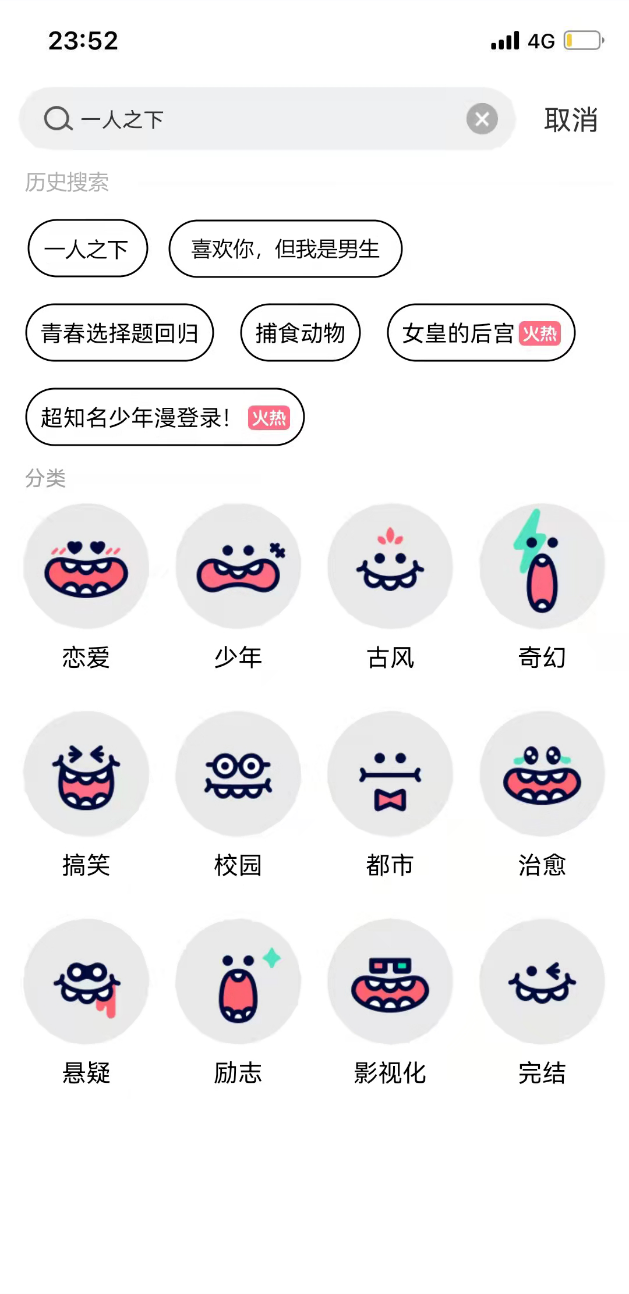 23:52 4G
一人之下 取消
历史搜索
一人之下 喜欢你，但我是男生
青春选择题回归 捕食动物 女皇的后宫 火热
超知名少年漫登录！ 火热
分类
恋爱 少年 古风 奇幻
搞笑 校园 都市 治愈
悬疑 励志 影视化 完结